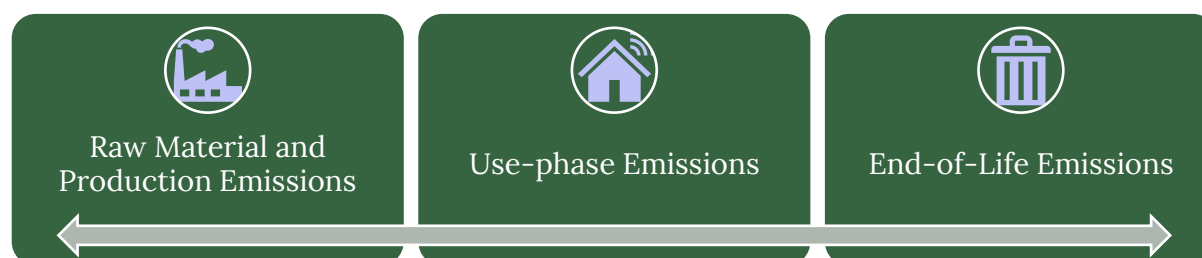 Raw Material and
Production Emissions
Use-phase Emissions
End-of-Life Emissions